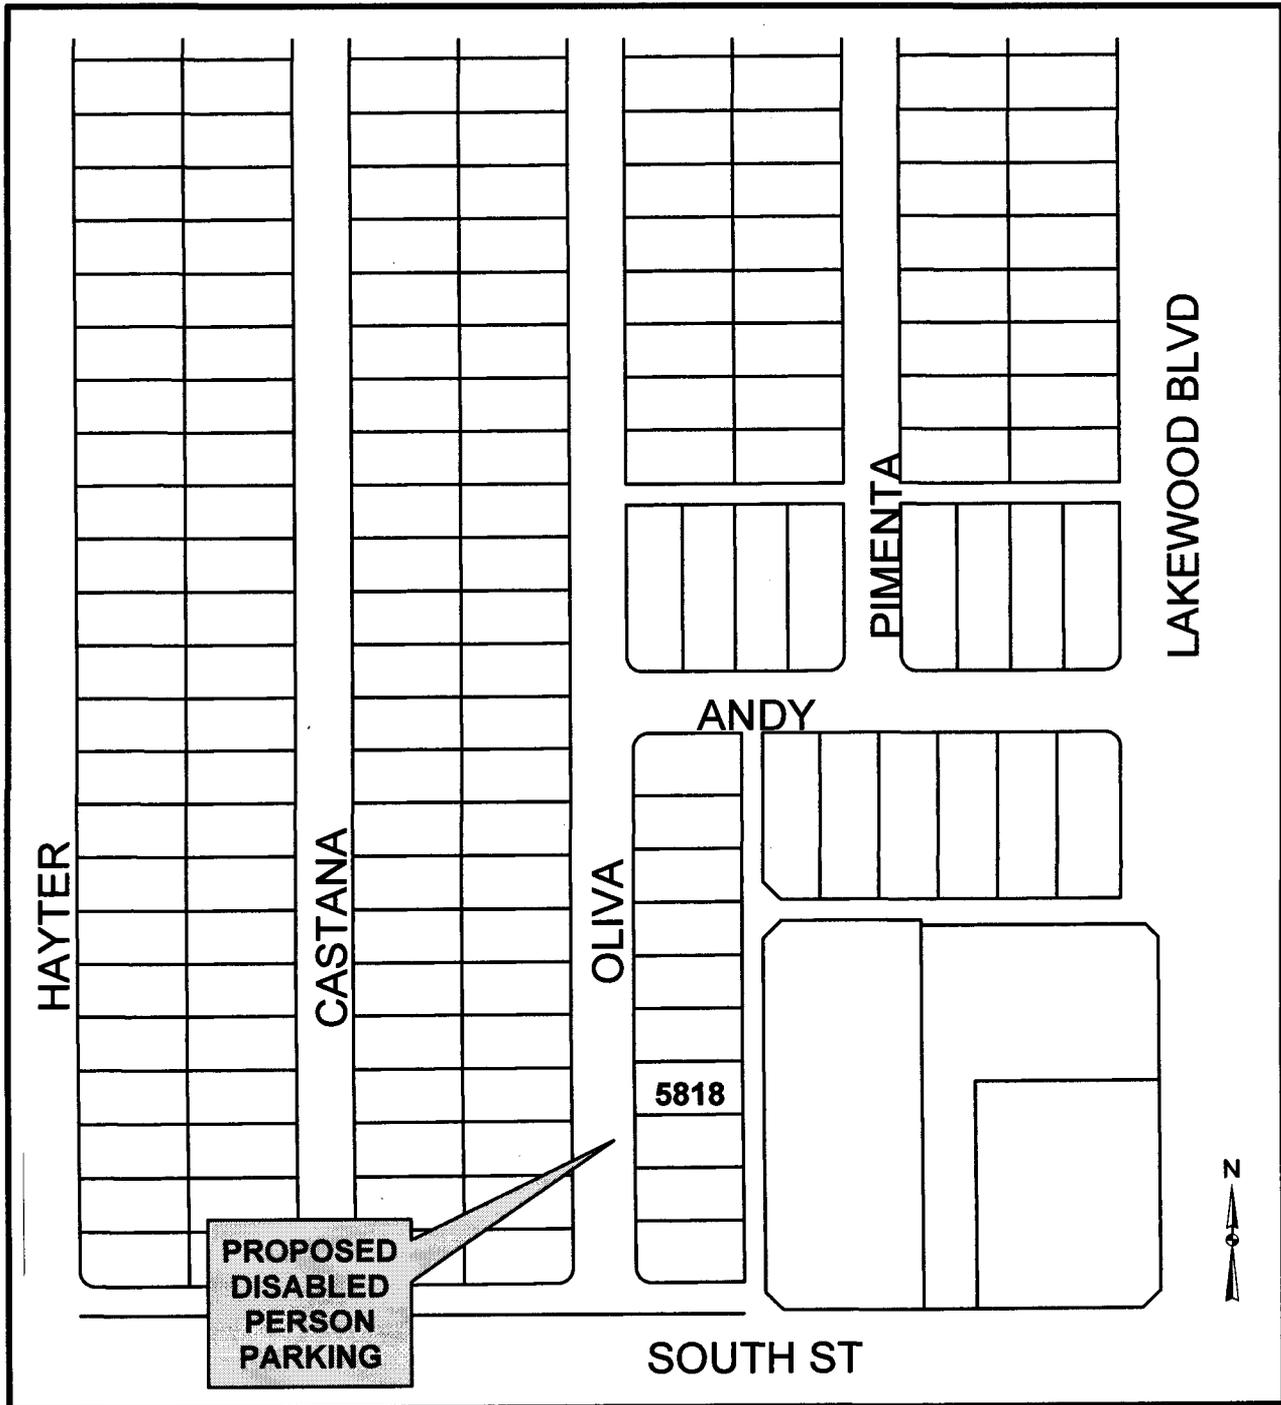 LAKEWOOD BLVD
PIMENTA
ANDY
HAYTER
CASTANA
OLIVA
5818
N
PROPOSED
DISABLED
PERSON
PARKING
SOUTH ST